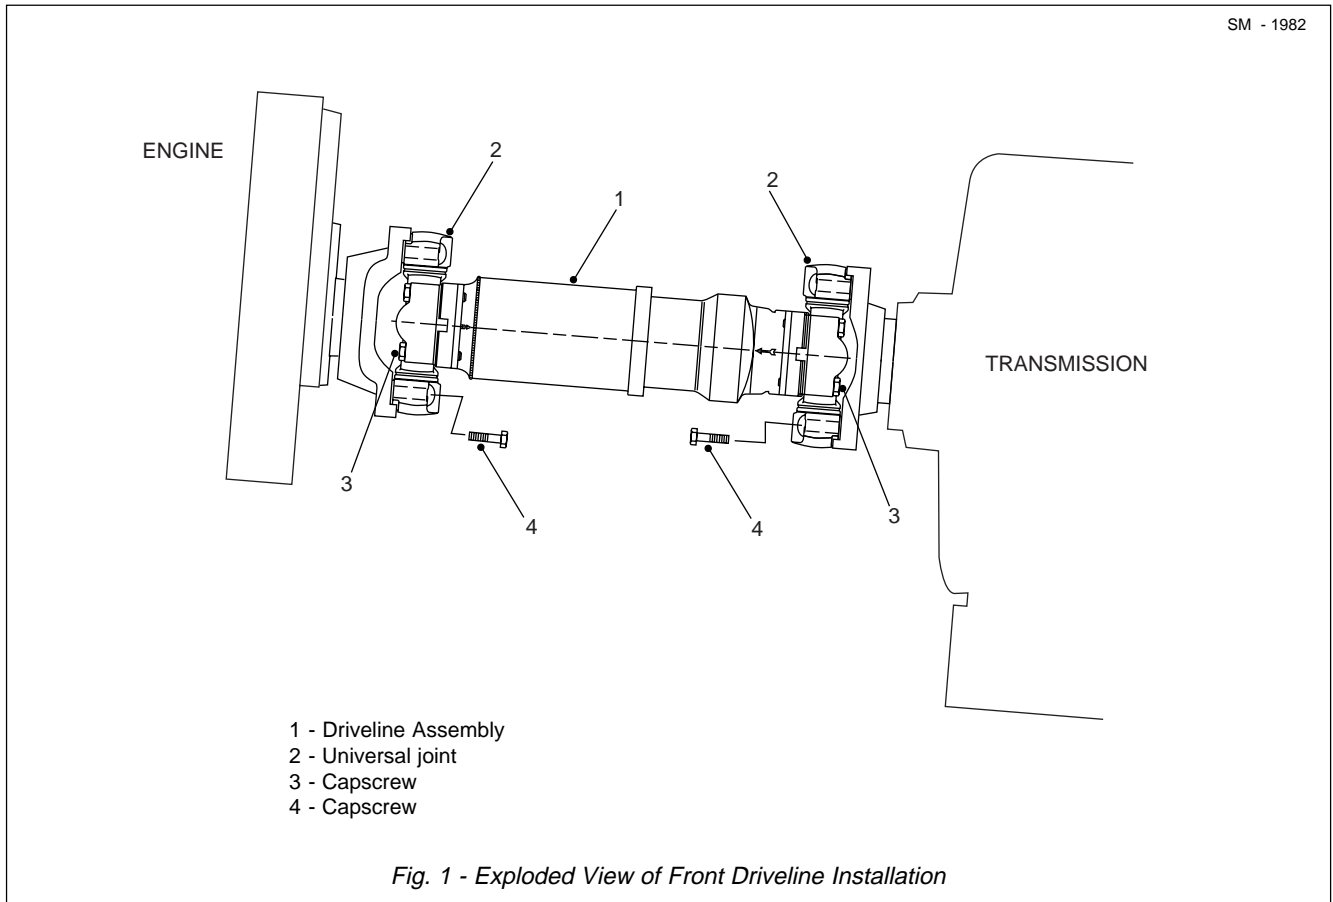 SM - 1982
ENGINE
2
2
1
TRANSMISSION
3
4
4
3
1 - Driveline Assembly
2 - Universal joint
3 - Capscrew
4 - Capscrew
Fig. 1 - Exploded View of Front Driveline Installation